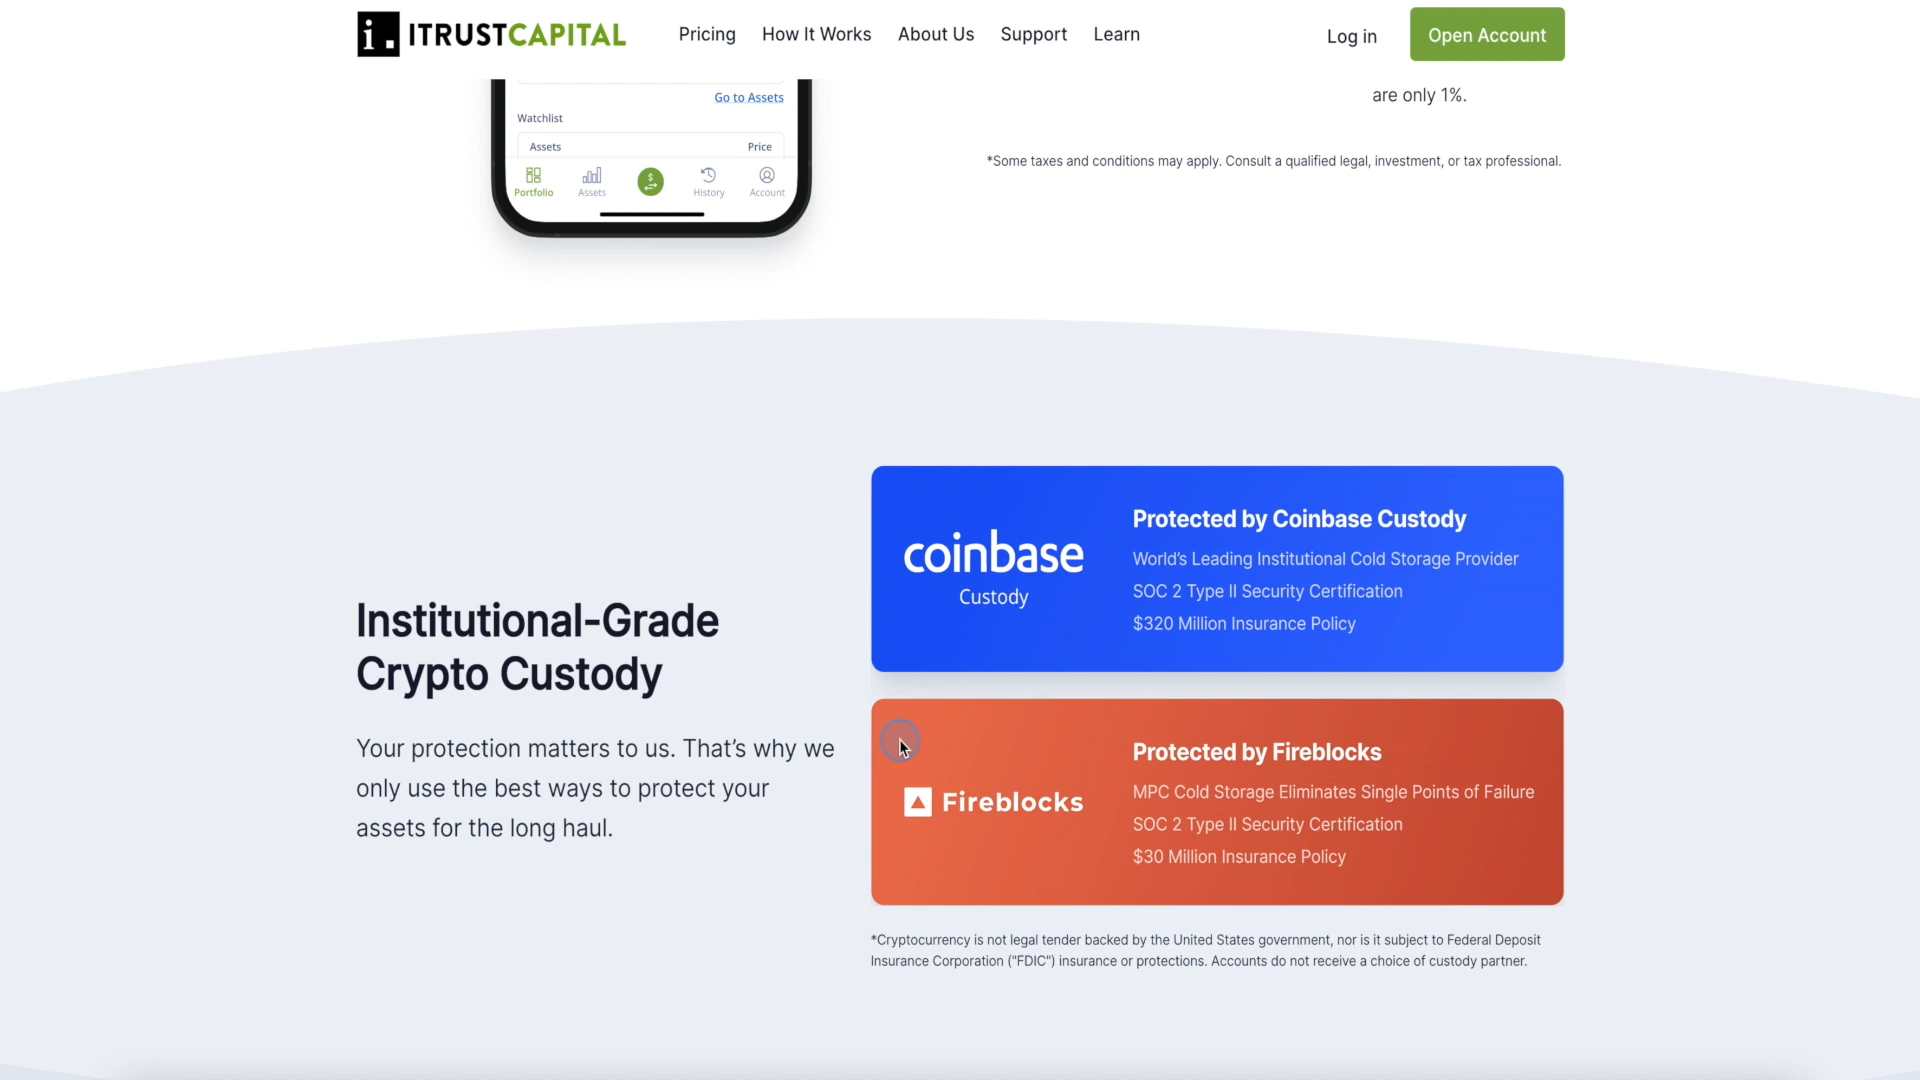 i. ITRUSTCAPITAL
Pricing
How It Works
About Us
Support
Learn
Log in
Open Account
Go to Assets
Watchlist
Assets
Price
Portfolio
Assets
History
Account
are only 1%.
*Some taxes and conditions may apply. Consult a qualified legal, investment, or tax professional.
Institutional-Grade
Crypto Custody
Your protection matters to us. That’s why we
only use the best ways to protect your
assets for the long haul.
coinbase
Custody
Protected by Coinbase Custody
World’s Leading Institutional Cold Storage Provider
SOC 2 Type II Security Certification
$320 Million Insurance Policy
Fireblocks
Protected by Fireblocks
MPC Cold Storage Eliminates Single Points of Failure
SOC 2 Type II Security Certification
$30 Million Insurance Policy
*Cryptocurrency is not legal tender backed by the United States government, nor is it subject to Federal Deposit
Insurance Corporation ("FDIC") insurance or protections. Accounts do not receive a choice of custody partner.